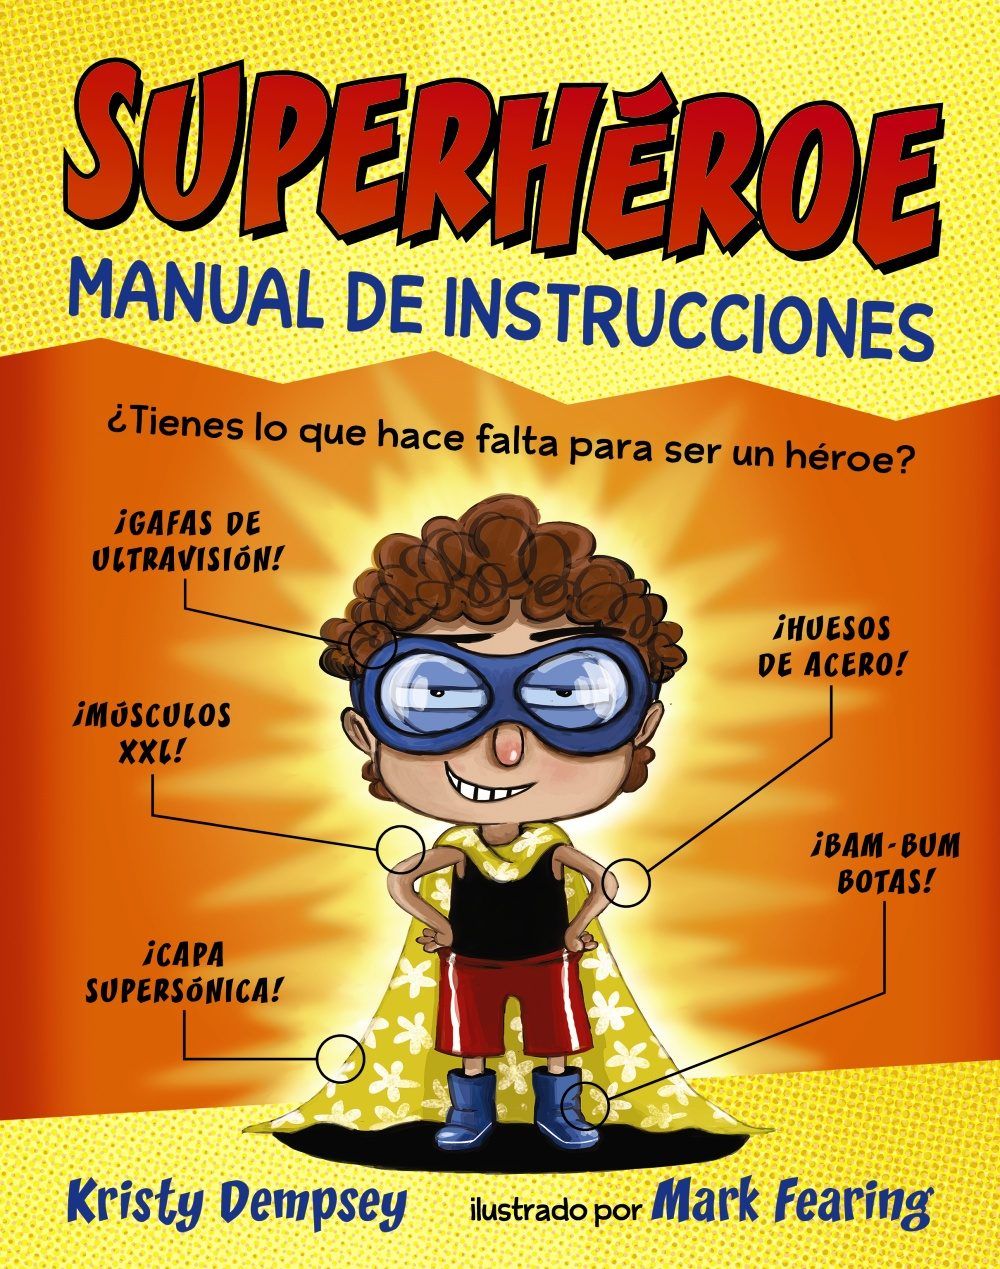 SUPERHÉROE
MANUAL DE INSTRUCCIONES
¿Tienes lo que hace falta para ser un héroe?
¡GAFAS DE
ULTRAVISIÓN!
¡HUESOS
DE ACERO!
¡MÚSCULOS
XXL!
¡BAM-BUM
BOTAS!
¡CAPA
SUPERSÓNICA!
Kristy Dempsey
ilustrado por Mark Fearing